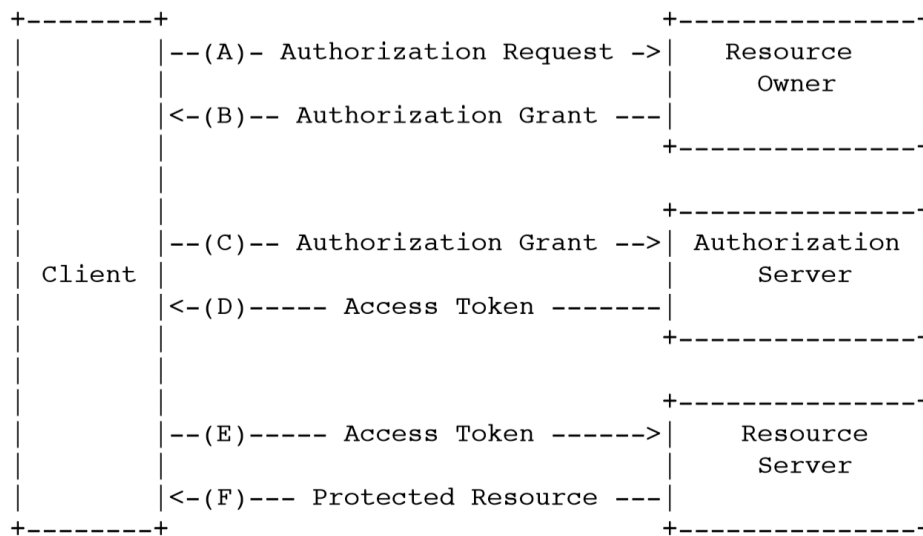 +--------+                               +---------------
|        |--(A)- Authorization Request ->|   Resource
|        |                               |     Owner
|        |<-(B)-- Authorization Grant ---|
|        |                               +---------------
|        |
|        |                               +---------------
|        |--(C)-- Authorization Grant -->| Authorization
| Client |                               |     Server
|        |<-(D)----- Access Token -------|
|        |                               +---------------
|        |
|        |                               +---------------
|        |--(E)----- Access Token ------>|    Resource
|        |                               |     Server
|        |<-(F)--- Protected Resource ---|
+--------+                               +---------------